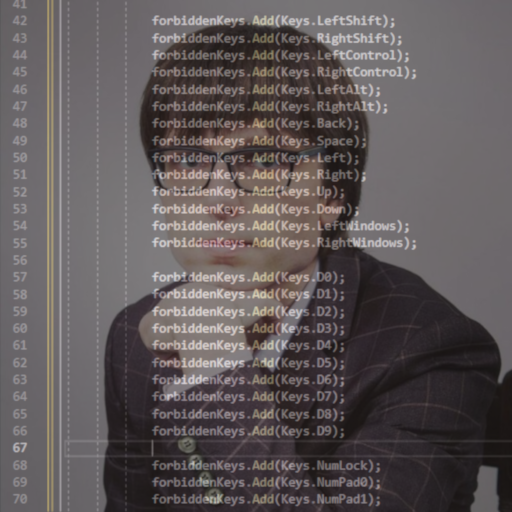 41
42 forbiddenKeys.Add(Keys.LeftShift);
43 forbiddenKeys.Add(Keys.RightShift);
44 forbiddenKeys.Add(Keys.LeftControl);
45 forbiddenKeys.Add(Keys.RightControl);
46 forbiddenKeys.Add(Keys.LeftAlt);
47 forbiddenKeys.Add(Keys.RightAlt);
48 forbiddenKeys.Add(Keys.Back);
49 forbiddenKeys.Add(Keys.Space);
50 forbiddenKeys.Add(Keys.Left);
51 forbiddenKeys.Add(Keys.Right);
52 forbiddenKeys.Add(Keys.Up);
53 forbiddenKeys.Add(Keys.Down);
54 forbiddenKeys.Add(Keys.LeftWindows);
55 forbiddenKeys.Add(Keys.RightWindows);
56
57 forbiddenKeys.Add(Keys.D0);
58 forbiddenKeys.Add(Keys.D1);
59 forbiddenKeys.Add(Keys.D2);
60 forbiddenKeys.Add(Keys.D3);
61 forbiddenKeys.Add(Keys.D4);
62 forbiddenKeys.Add(Keys.D5);
63 forbiddenKeys.Add(Keys.D6);
64 forbiddenKeys.Add(Keys.D7);
65 forbiddenKeys.Add(Keys.D8);
66 forbiddenKeys.Add(Keys.D9);
67
68 forbiddenKeys.Add(Keys.NumLock);
69 forbiddenKeys.Add(Keys.NumPad0);
70 forbiddenKeys.Add(Keys.NumPad1);